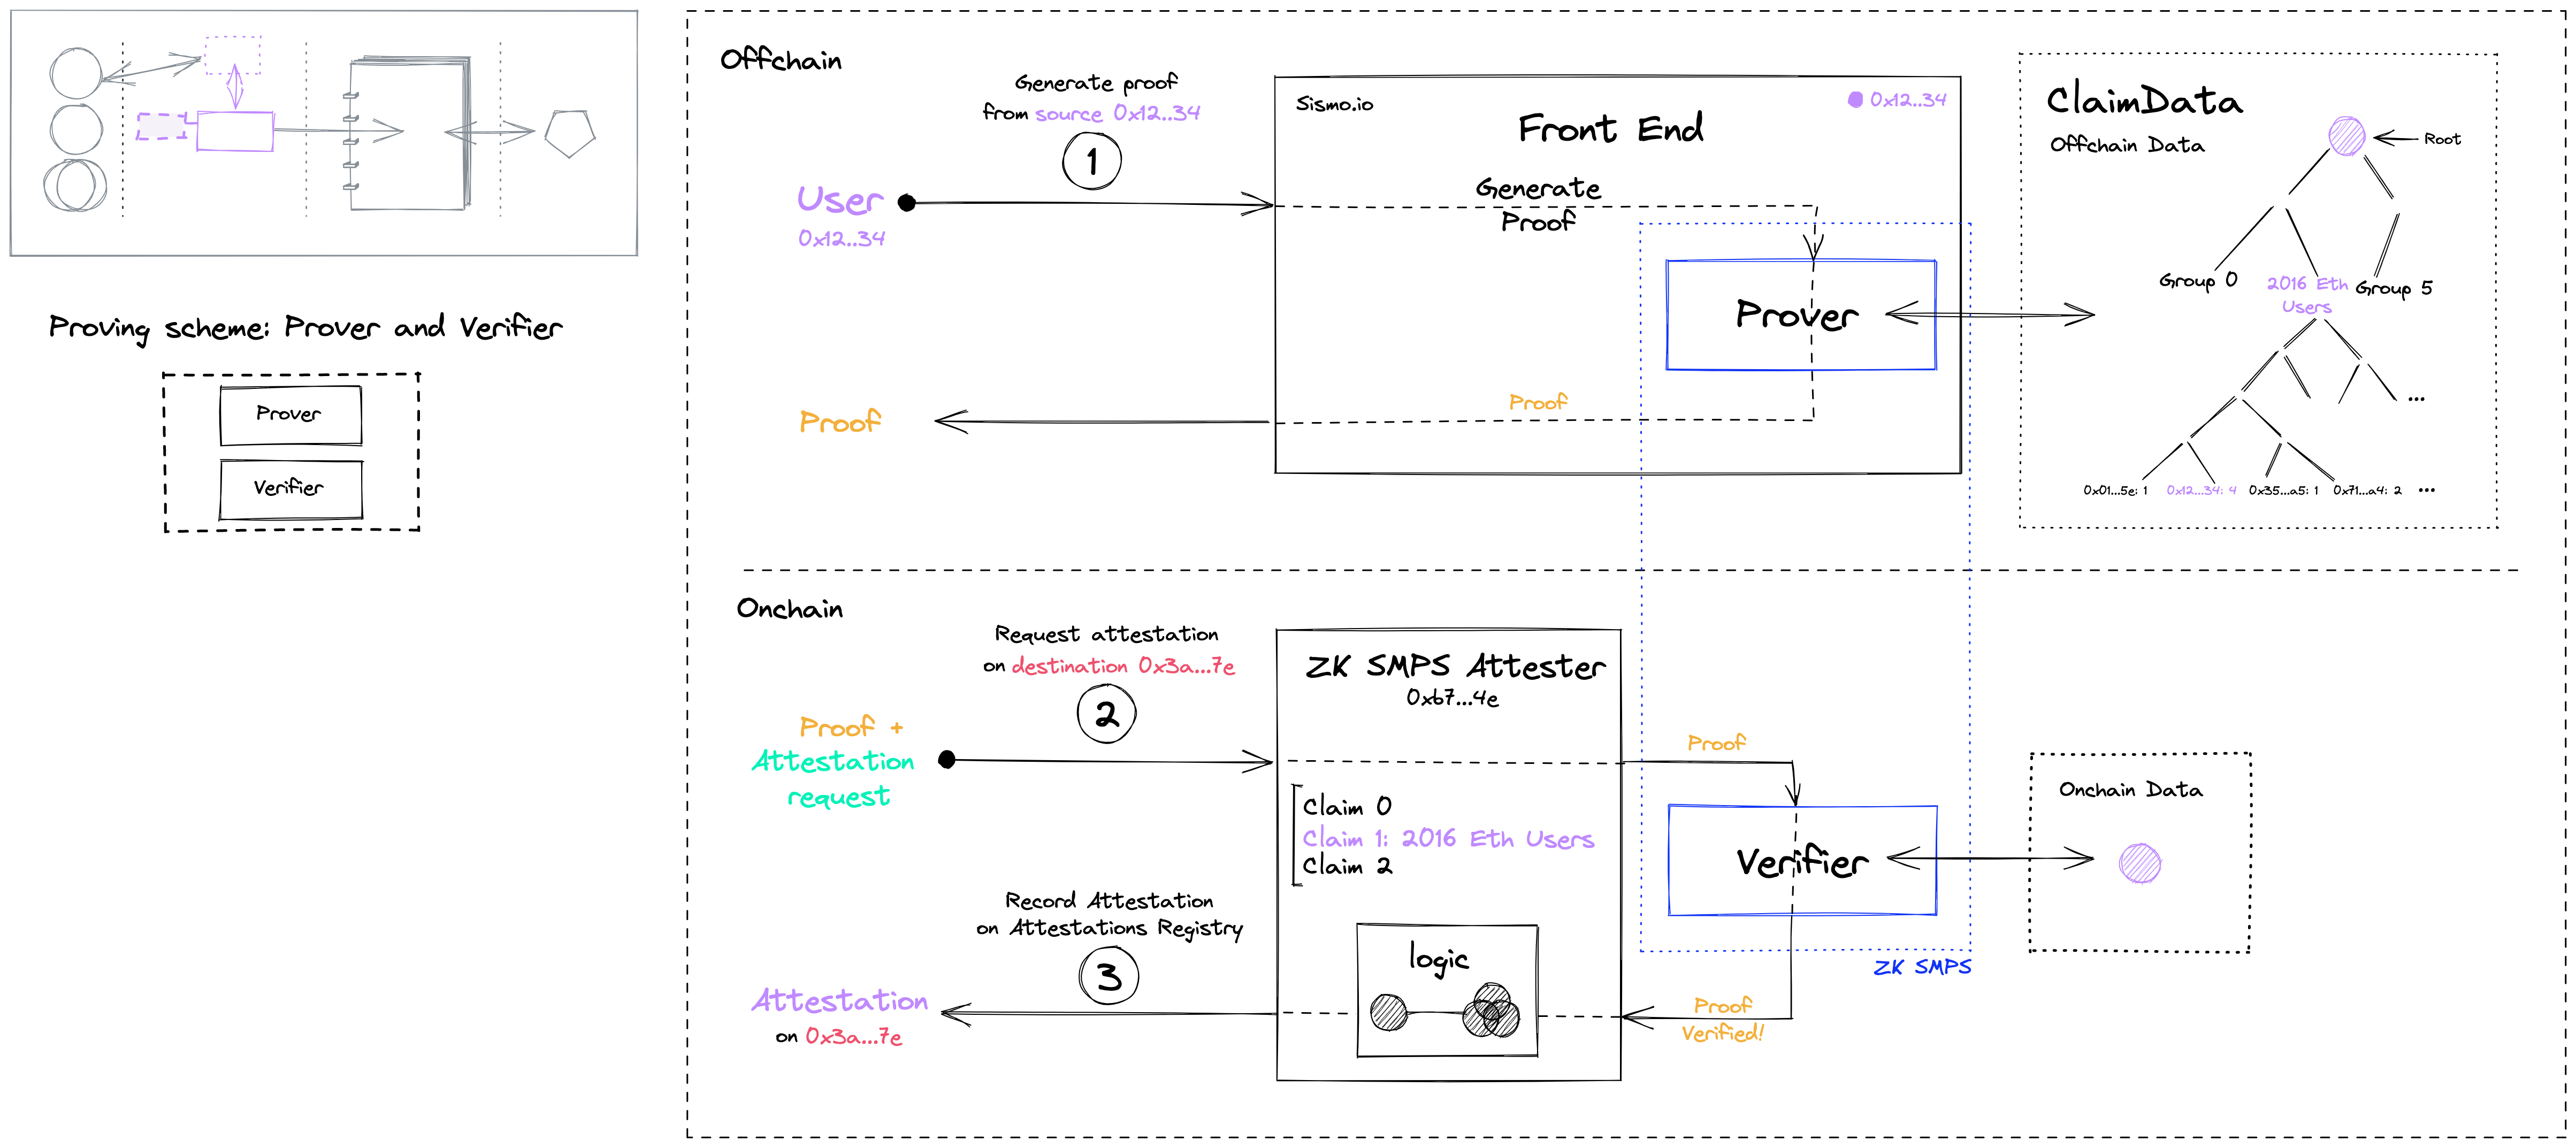 Proving scheme: Prover and Verifier
Prover
Verifier
Offchain
Generate proof
from source 0x12..34
1
User
0x12..34
Proof
Sismo.io
0x12..34
Front End
Generate
Proof
Prover
Proof
ClaimData
Offchain Data
Root
Group 0
2016 Eth
Users
Group 5
...
0x01...5e: 1
0x12...34: 4
0x35...a5: 1
0x71...a4: 2
...
Onchain
Request attestation
on destination 0x3a...7e
2
Proof +
Attestation
request
ZK SMPS Attester
0xb7...4e
Claim 0
Claim 1: 2016 Eth Users
Claim 2
Proof
Verifier
Onchain Data
ZK SMPS
Record Attestation
on Attestations Registry
3
logic
Attestation
on 0x3a...7e
Proof
Verified!